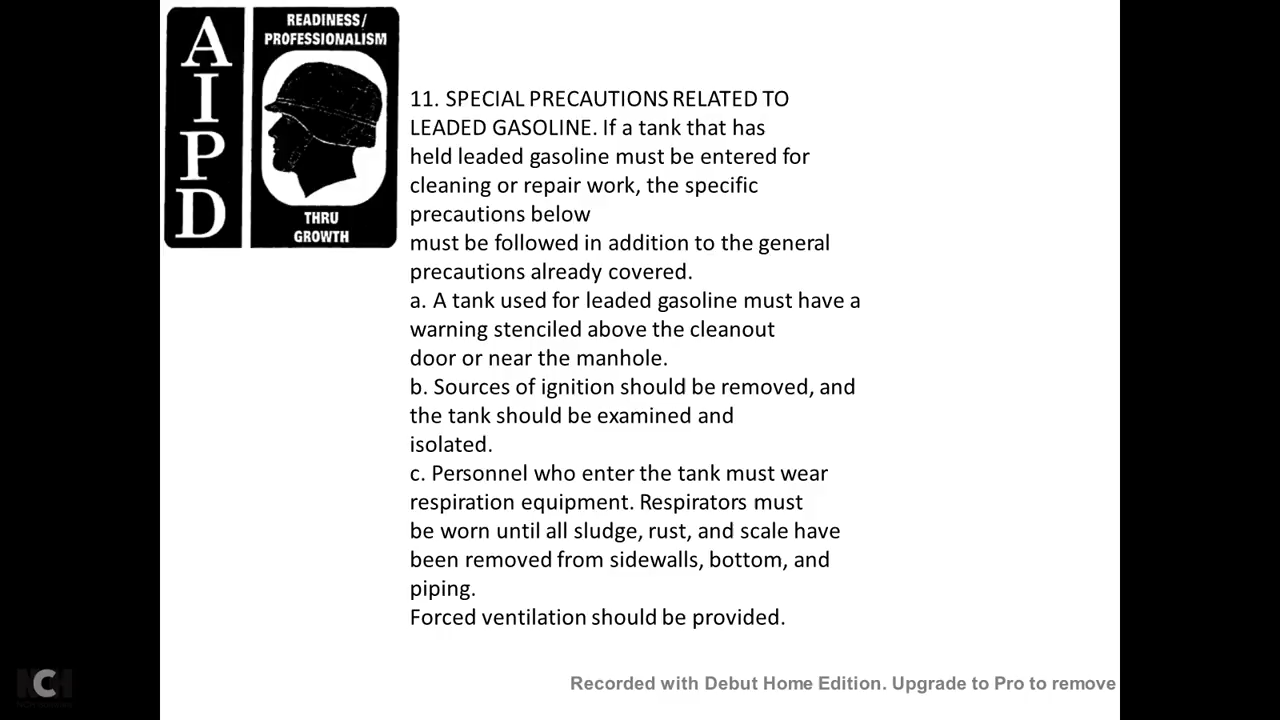 A
I
P
D
READINESS/
PROFESSIONALISM
THRU
GROWTH
11. SPECIAL PRECAUTIONS RELATED TO
LEADED GASOLINE. If a tank that has
held leaded gasoline must be entered for
cleaning or repair work, the specific
precautions below
must be followed in addition to the general
precautions already covered.
a. A tank used for leaded gasoline must have a
warning stenciled above the cleanout
door or near the manhole.
b. Sources of ignition should be removed, and
the tank should be examined and
isolated.
c. Personnel who enter the tank must wear
respiration equipment. Respirators must
be worn until all sludge, rust, and scale have
been removed from sidewalls, bottom, and
piping.
Forced ventilation should be provided.
Recorded with Debut Home Edition. Upgrade to Pro to remove